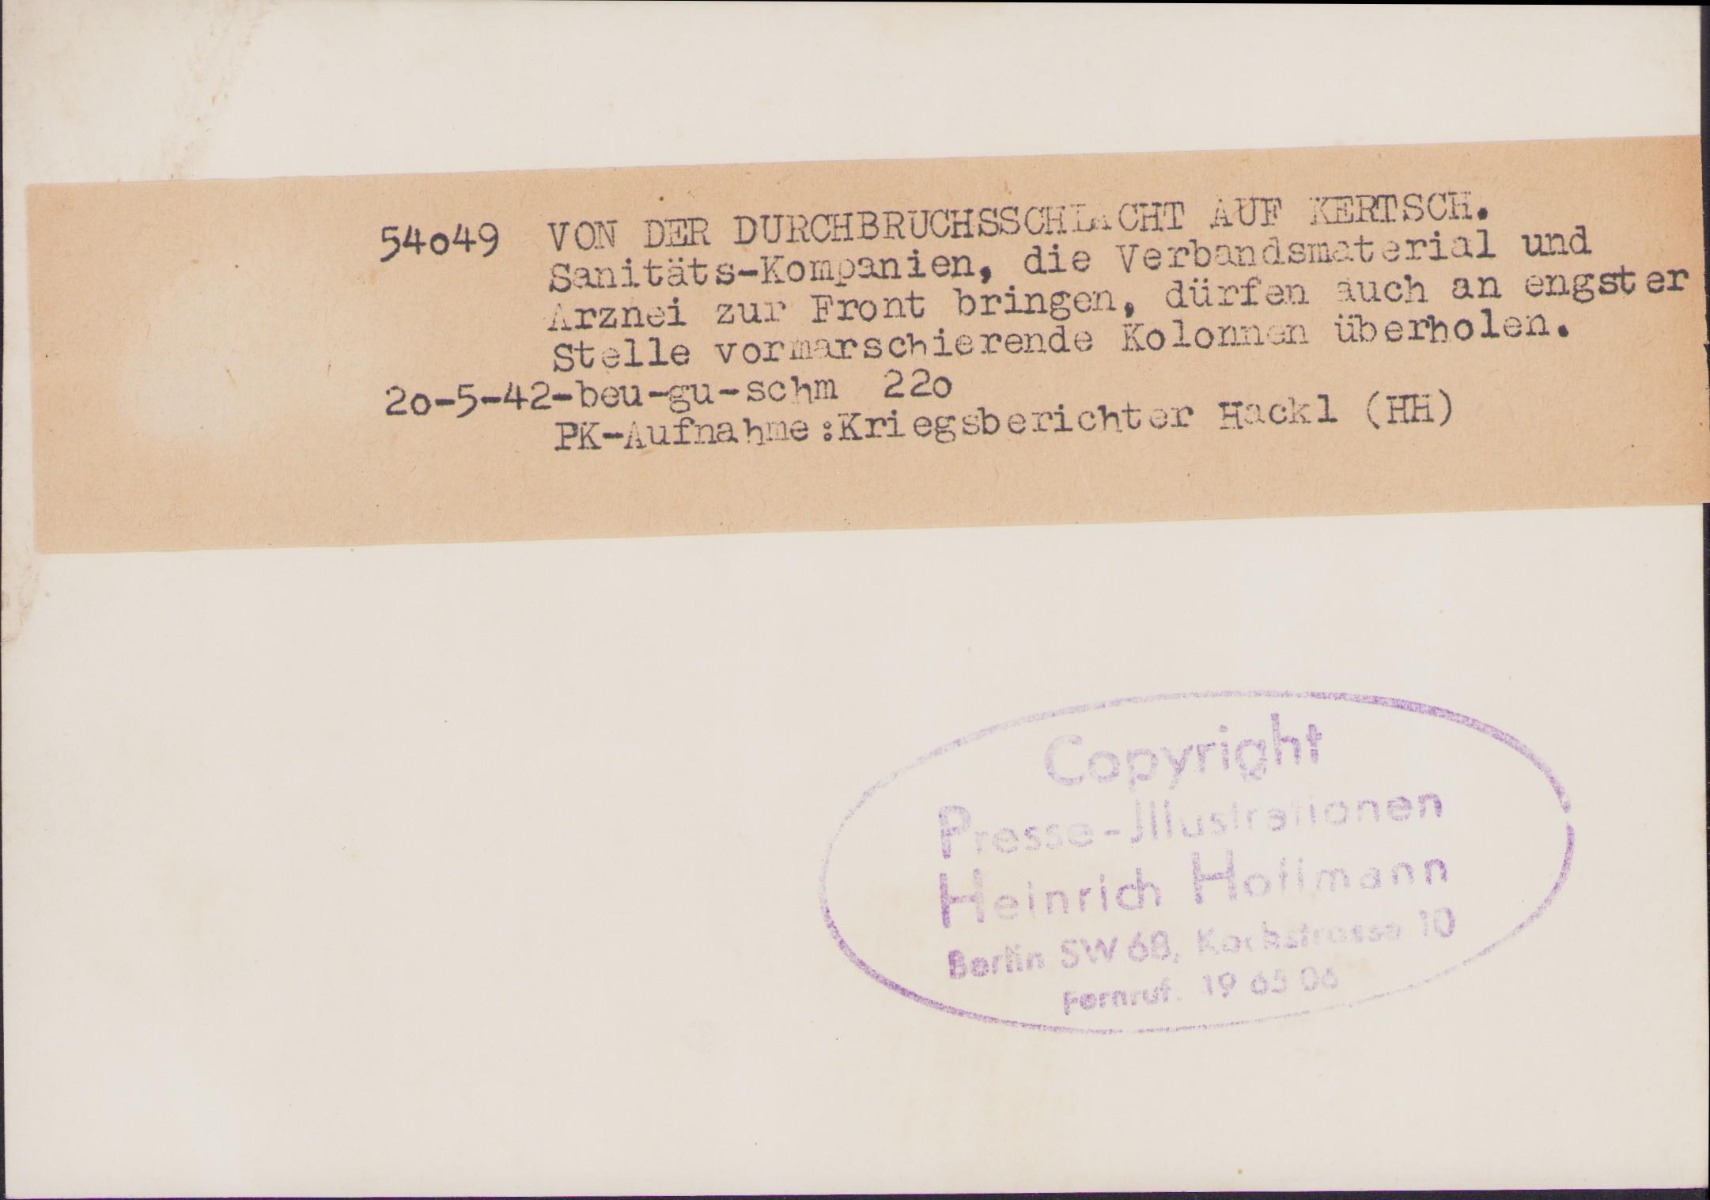 54o49 VON DER DURCHBRUCHSSCHLACHT AUF KERTSCH.
Sanitäts-Kompanien, die Verbandsmaterial und
Arznei zur Front bringen, dürfen auch an engster
Stelle vormarschierende Kolonnen überholen.
2o-5-42-beu-gu-schm 22o
PK-Aufnahme:Kriegsberichter Hackl (HH)
Copyright
Presse-Jllustrationen
Heinrich Hoffmann
Berlin SW 68, Kochstrasse 10
Fernruf: 19 65 06